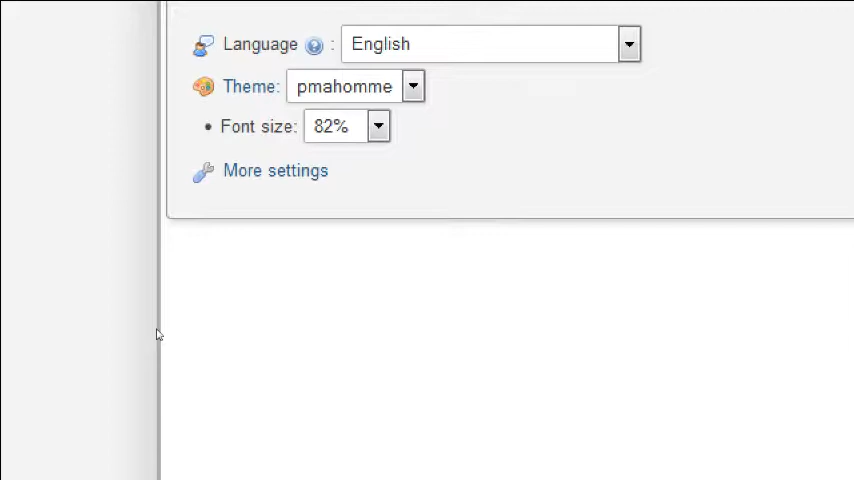 Language : English
Theme: pmahomme
• Font size: 82%
More settings